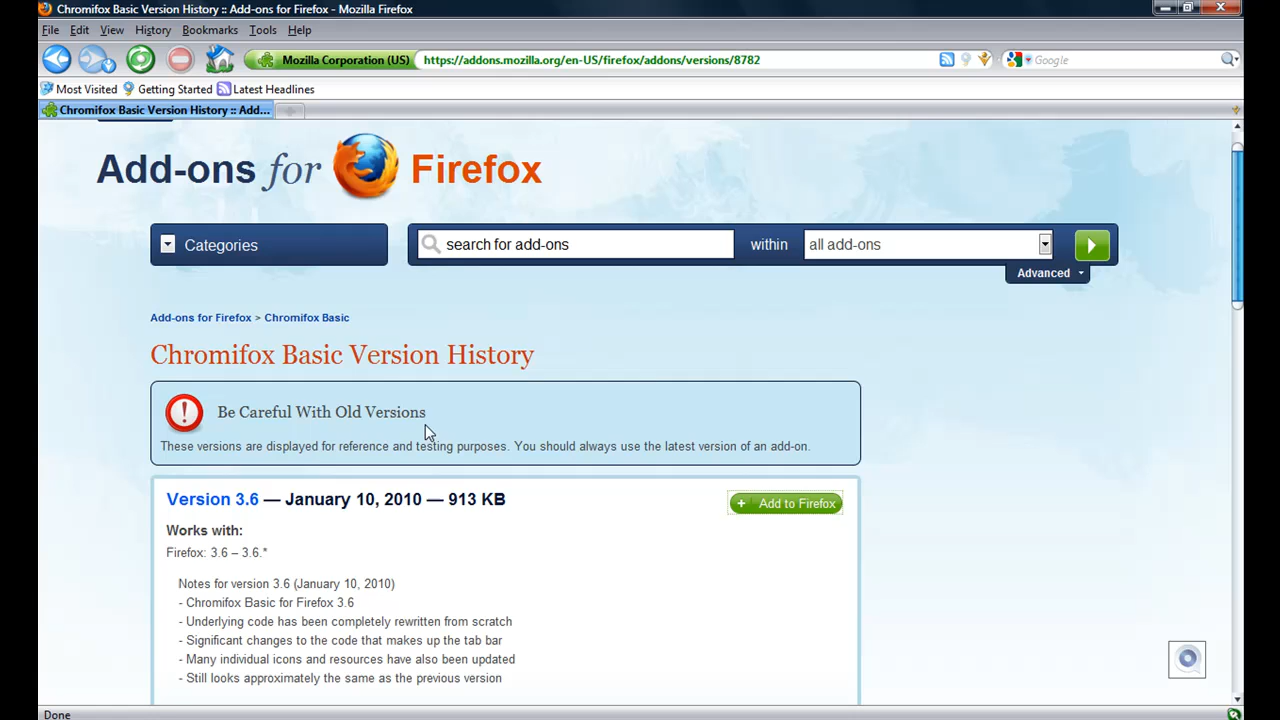 Chromifox Basic Version History :: Add-ons for Firefox - Mozilla Firefox
File Edit View History Bookmarks Tools Help
Mozilla Corporation (US) https://addons.mozilla.org/en-US/firefox/addons/versions/8782 Google
Most Visited Getting Started Latest Headlines
Chromifox Basic Version History :: Add...
Add-ons for Firefox
Categories search for add-ons within all add-ons
Advanced
Add-ons for Firefox > Chromifox Basic
Chromifox Basic Version History
Be Careful With Old Versions
These versions are displayed for reference and testing purposes. You should always use the latest version of an add-on.
Version 3.6 — January 10, 2010 — 913 KB + Add to Firefox
Works with:
Firefox: 3.6 – 3.6.*
Notes for version 3.6 (January 10, 2010)
- Chromifox Basic for Firefox 3.6
- Underlying code has been completely rewritten from scratch
- Significant changes to the code that makes up the tab bar
- Many individual icons and resources have also been updated
- Still looks approximately the same as the previous version
Done